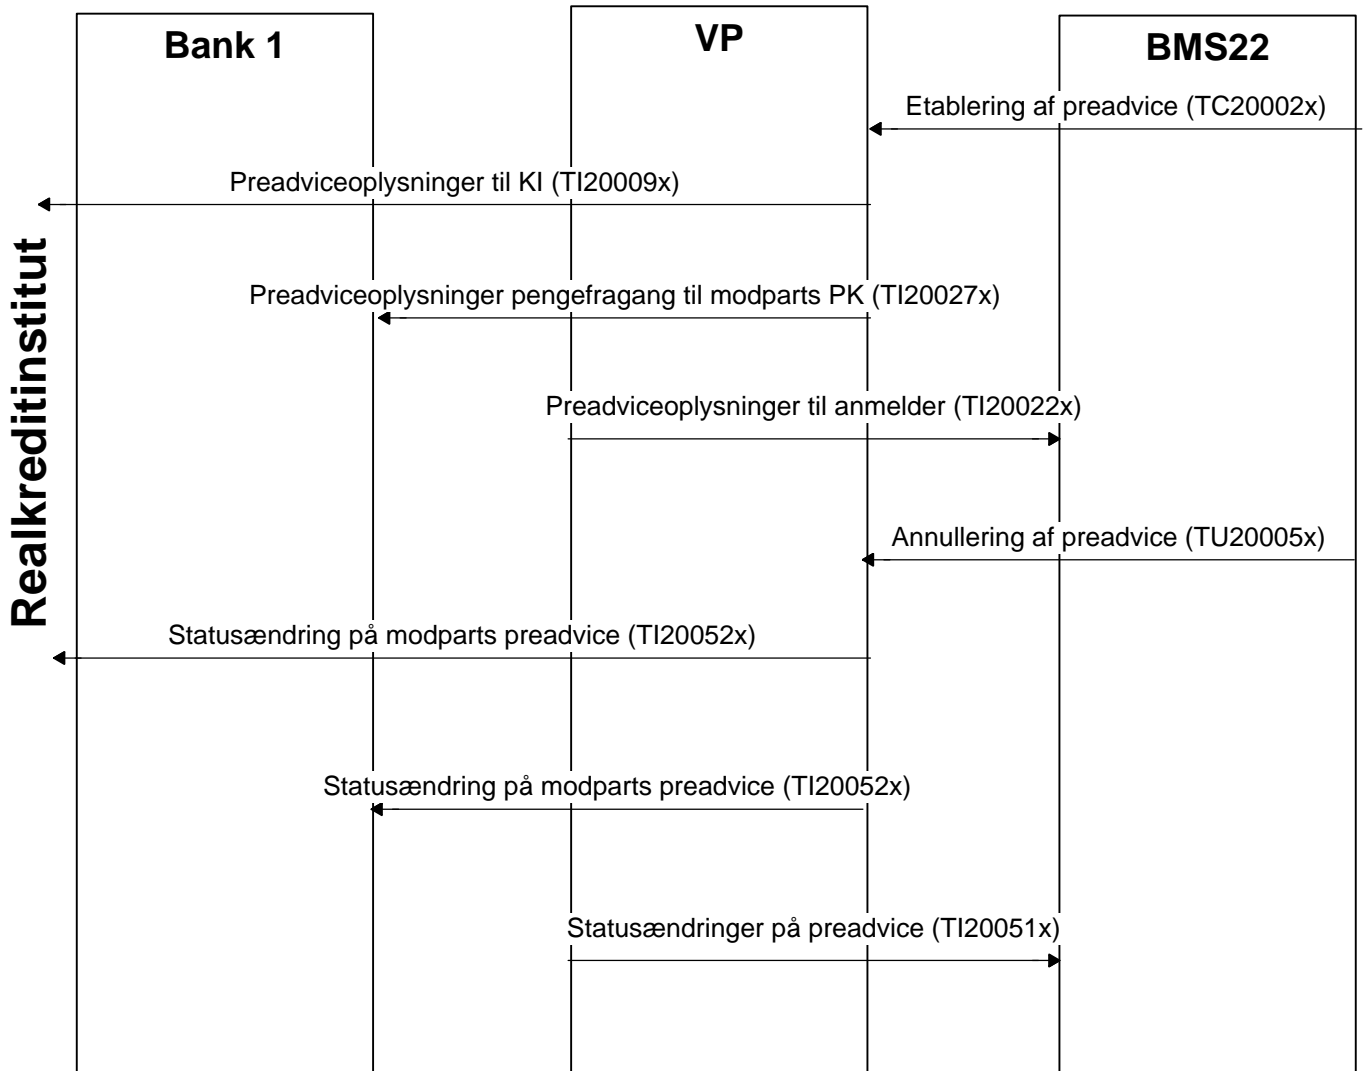 Bank 1
VP
BMS22
Etablering af preadvice (TC20002x)
Preadviceoplysninger til KI (TI20009x)
Realkreditinstitut
Preadviceoplysninger pengefragang til modparts PK (TI20027x)
Preadviceoplysninger til anmelder (TI20022x)
Annullering af preadvice (TU20005x)
Statusændring på modparts preadvice (TI20052x)
Statusændring på modparts preadvice (TI20052x)
Statusændringer på preadvice (TI20051x)